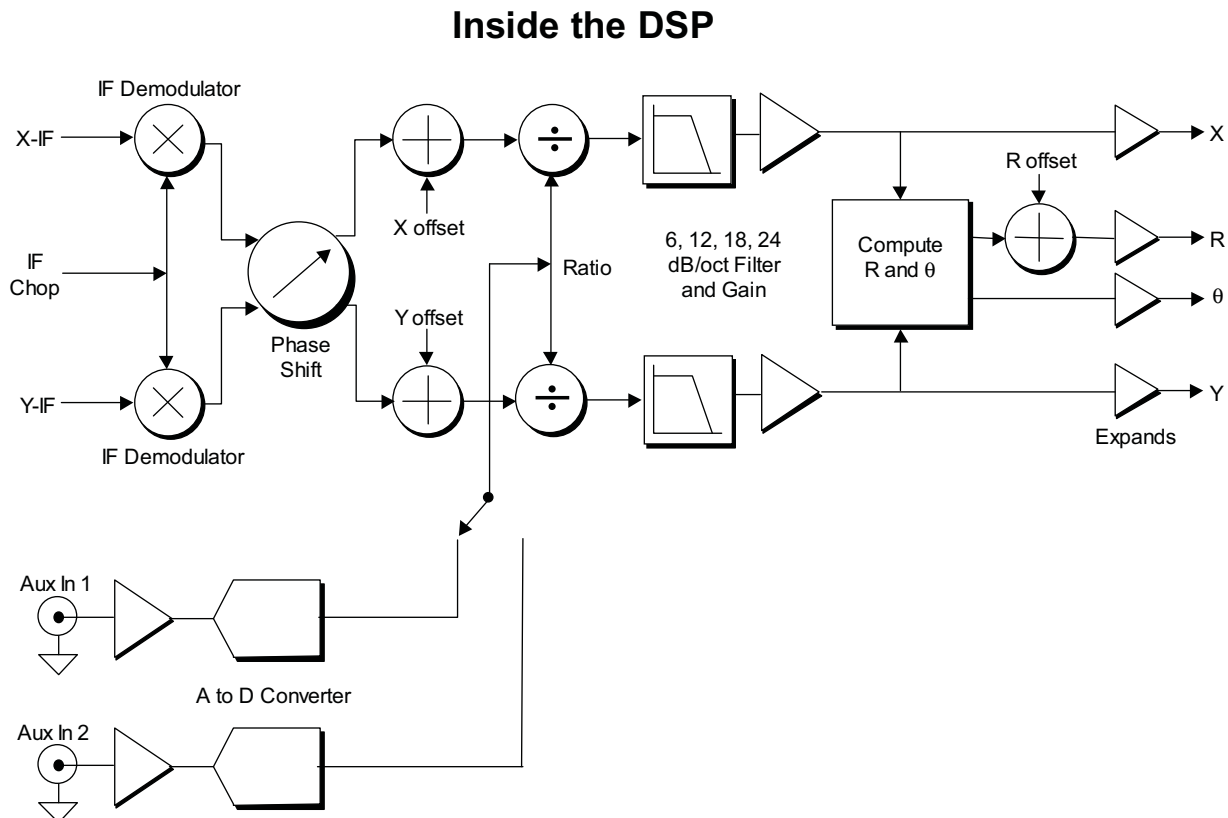 Inside the DSP
IF Demodulator
X-IF
IF
Chop
Y-IF
IF Demodulator
Phase
Shift
X offset
Y offset
÷
÷
Ratio
6, 12, 18, 24
dB/oct Filter
and Gain
Compute
R and θ
R offset
X
R
θ
Y
Expands
Aux In 1
A to D Converter
Aux In 2